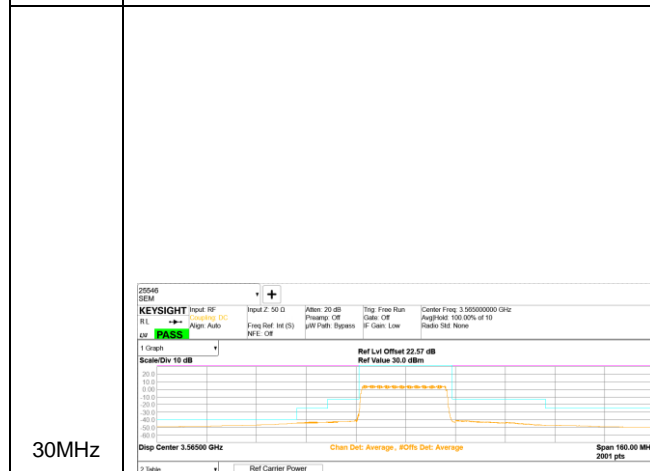 25546
SEM
KEYSIGHT Input: RF
Coupling: DC
Align: Auto
Input Z: 50 Ω
Freq Ref: Int (S)
NFE: Off
Atten: 20 dB
Preamp: Off
µW Path: Bypass
Trig: Free Run
Gate: Off
IF Gain: Low
Center Freq: 3.565000000 GHz
Avg|Hold: 100.00% of 10
Radio Std: None
R L
PASS
1 Graph
Scale/Div 10 dB
Ref Lvl Offset 22.57 dB
Ref Value 30.0 dBm
20.0
10.0
0.00
-10.0
-20.0
-30.0
-40.0
-50.0
-60.0
Disp Center 3.56500 GHz
Chan Det: Average , #Offs Det: Average
Span 160.00 MH
2001 pts
30MHz
2 Table
Ref Carrier Power